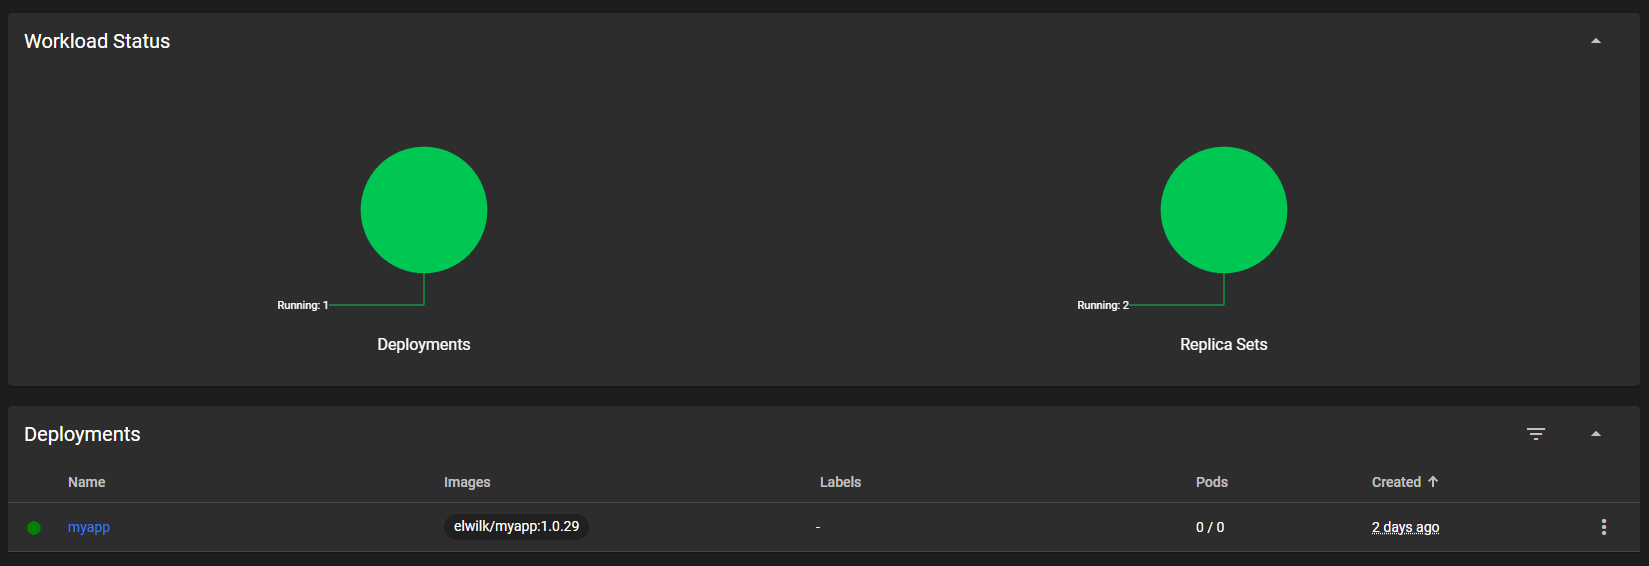 Workload Status
Running: 1
Running: 2
Deployments
Replica Sets
Deployments
Name Images Labels Pods Created
myapp elwilk/myapp:1.0.29 - 0 / 0 2 days ago